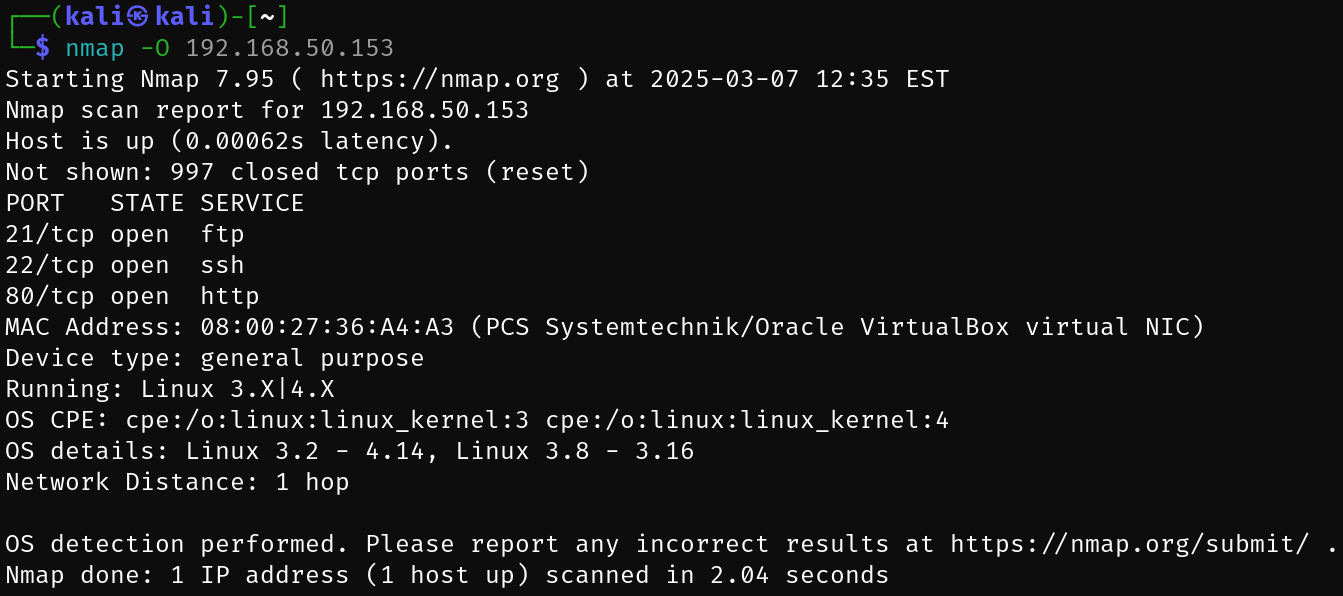 ┌──(kali㉿kali)-[~]
└─$ nmap -O 192.168.50.153
Starting Nmap 7.95 ( https://nmap.org ) at 2025-03-07 12:35 EST
Nmap scan report for 192.168.50.153
Host is up (0.00062s latency).
Not shown: 997 closed tcp ports (reset)
PORT   STATE SERVICE
21/tcp open  ftp
22/tcp open  ssh
80/tcp open  http
MAC Address: 08:00:27:36:A4:A3 (PCS Systemtechnik/Oracle VirtualBox virtual NIC)
Device type: general purpose
Running: Linux 3.X|4.X
OS CPE: cpe:/o:linux:linux_kernel:3 cpe:/o:linux:linux_kernel:4
OS details: Linux 3.2 - 4.14, Linux 3.8 - 3.16
Network Distance: 1 hop

OS detection performed. Please report any incorrect results at https://nmap.org/submit/ .
Nmap done: 1 IP address (1 host up) scanned in 2.04 seconds